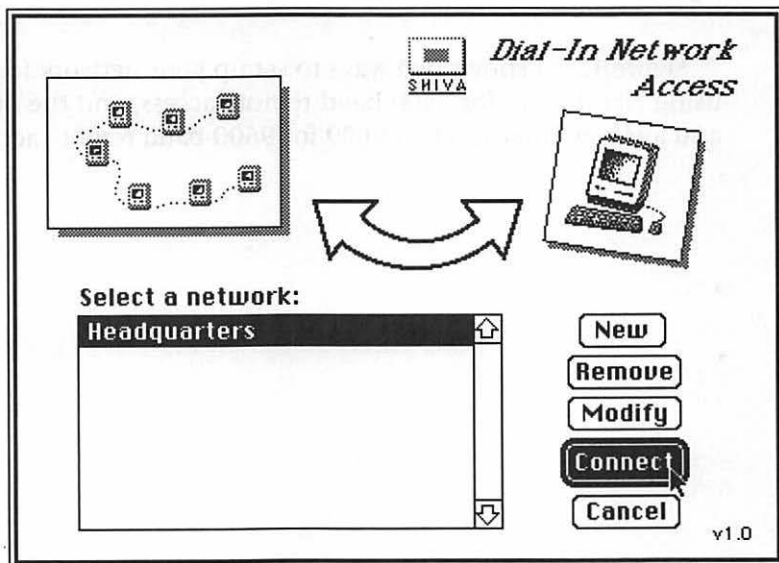 Dial-In Network
Access
SHIVA
Select a network:
Headquarters
New
Remove
Modify
Connect
Cancel
v1.0